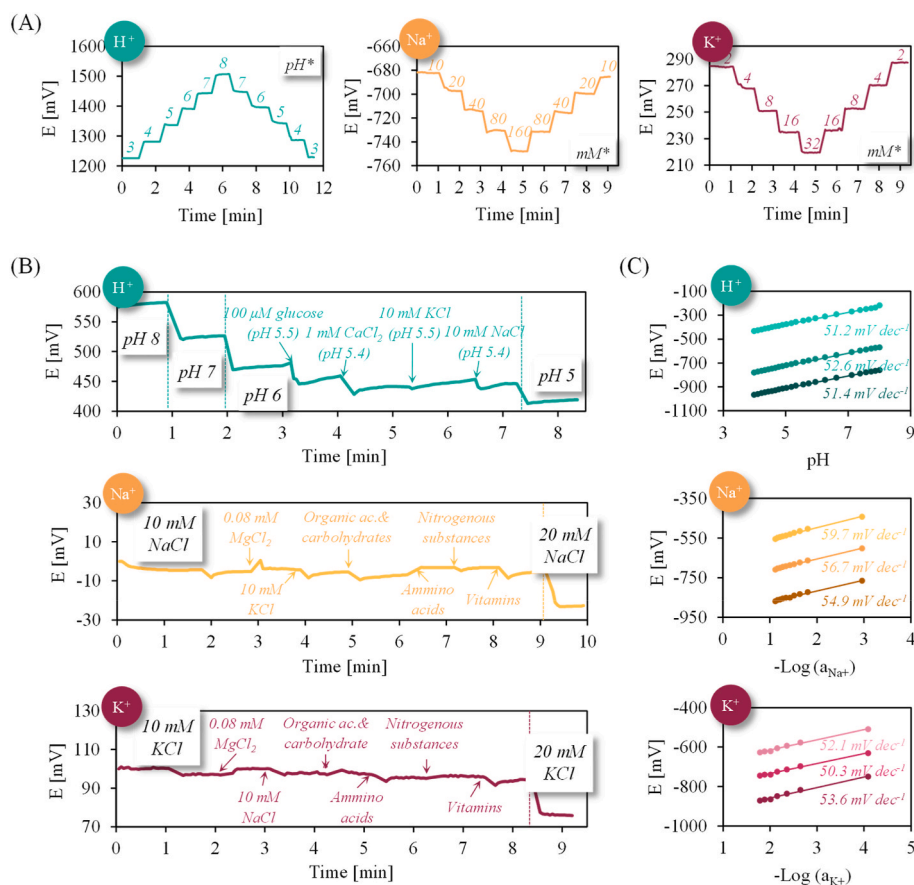 (A)
H+
1600
1500
1400
1300
1200
E [mV]
pH*
3 4 5 6 7 8 7 6 5 4 3
0 2 4 6 8 10 12
Time [min]
Na+
-660
-680
-700
-720
-740
-760
E [mV]
10 20 40 80 160 80 40 20 10
mM*
0 1 2 3 4 5 6 7 8 9
Time [min]
K+
290
270
250
230
210
E [mV]
2 4 8 16 32 16 8 4 2
mM*
0 1 2 3 4 5 6 7 8 9
Time [min]
(B)
H+
600
550
500
450
400
E [mV]
pH 8
pH 7
pH 6
100 µM glucose
(pH 5.5)
1 mM CaCl2
(pH 5.4)
10 mM KCl
(pH 5.5)
10 mM NaCl
(pH 5.4)
pH 5
0 1 2 3 4 5 6 7 8
Time [min]
Na+
30
0
-30
E [mV]
10 mM
NaCl
0.08 mM
MgCl2
10 mM
KCl
Organic ac.&
carbohydrates
Ammino
acids
Nitrogenous
substances
Vitamins
20 mM
NaCl
0 1 2 3 4 5 6 7 8 9 10
Time [min]
K+
130
100
70
E [mV]
10 mM
KCl
0.08 mM
MgCl2
10 mM
NaCl
Organic ac.&
carbohydrate
Ammino
acids
Nitrogenous
substances
Vitamins
20 mM
KCl
0 1 2 3 4 5 6 7 8 9
Time [min]
(C)
H+
-100
-300
-500
-700
-900
-1100
E [mV]
51.2 mV dec-1
52.6 mV dec-1
51.4 mV dec-1
3 5 7 9
pH
Na+
-350
-550
-750
-950
E [mV]
59.7 mV dec-1
56.7 mV dec-1
54.9 mV dec-1
0 1 2 3 4
-Log (aNa+)
K+
-400
-600
-800
-1000
E [mV]
52.1 mV dec-1
50.3 mV dec-1
53.6 mV dec-1
0 1 2 3 4 5
-Log (aK+)